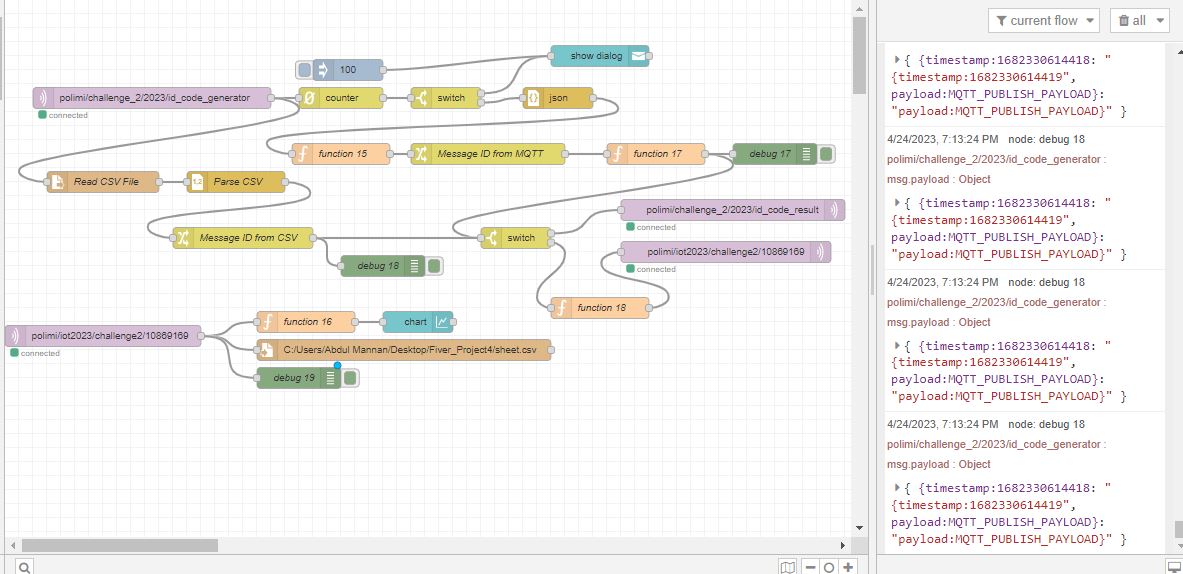 current flow
all
show dialog
100
polimi/challenge_2/2023/id_code_generator
connected
counter
switch
json
function 15
Message ID from MQTT
function 17
debug 17
Read CSV File
1,2
Parse CSV
polimi/challenge_2/2023/id_code_result
connected
Message ID from CSV
switch
polimi/iot2023/challenge2/10869169
connected
debug 18
function 18
function 16
chart
polimi/iot2023/challenge2/10869169
connected
C:/Users/Abdul Mannan/Desktop/Fiver_Project4/sheet.csv
debug 19
{ {timestamp:1682330614418: "
{timestamp:1682330614419",
payload:MQTT_PUBLISH_PAYLOAD}:
"payload:MQTT_PUBLISH_PAYLOAD}" }
4/24/2023, 7:13:24 PM node: debug 18
polimi/challenge_2/2023/id_code_generator :
msg.payload : Object
{ {timestamp:1682330614418: "
{timestamp:1682330614419",
payload:MQTT_PUBLISH_PAYLOAD}:
"payload:MQTT_PUBLISH_PAYLOAD}" }
4/24/2023, 7:13:24 PM node: debug 18
polimi/challenge_2/2023/id_code_generator :
msg.payload : Object
{ {timestamp:1682330614418: "
{timestamp:1682330614419",
payload:MQTT_PUBLISH_PAYLOAD}:
"payload:MQTT_PUBLISH_PAYLOAD}" }
4/24/2023, 7:13:24 PM node: debug 18
polimi/challenge_2/2023/id_code_generator :
msg.payload : Object
{ {timestamp:1682330614418: "
{timestamp:1682330614419",
payload:MQTT_PUBLISH_PAYLOAD}:
"payload:MQTT_PUBLISH_PAYLOAD}" }